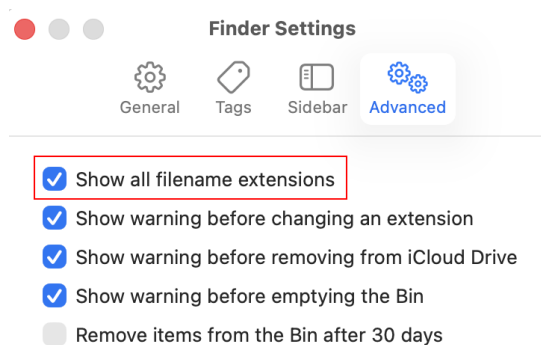 Finder Settings
General Tags Sidebar Advanced
Show all filename extensions
Show warning before changing an extension
Show warning before removing from iCloud Drive
Show warning before emptying the Bin
Remove items from the Bin after 30 days